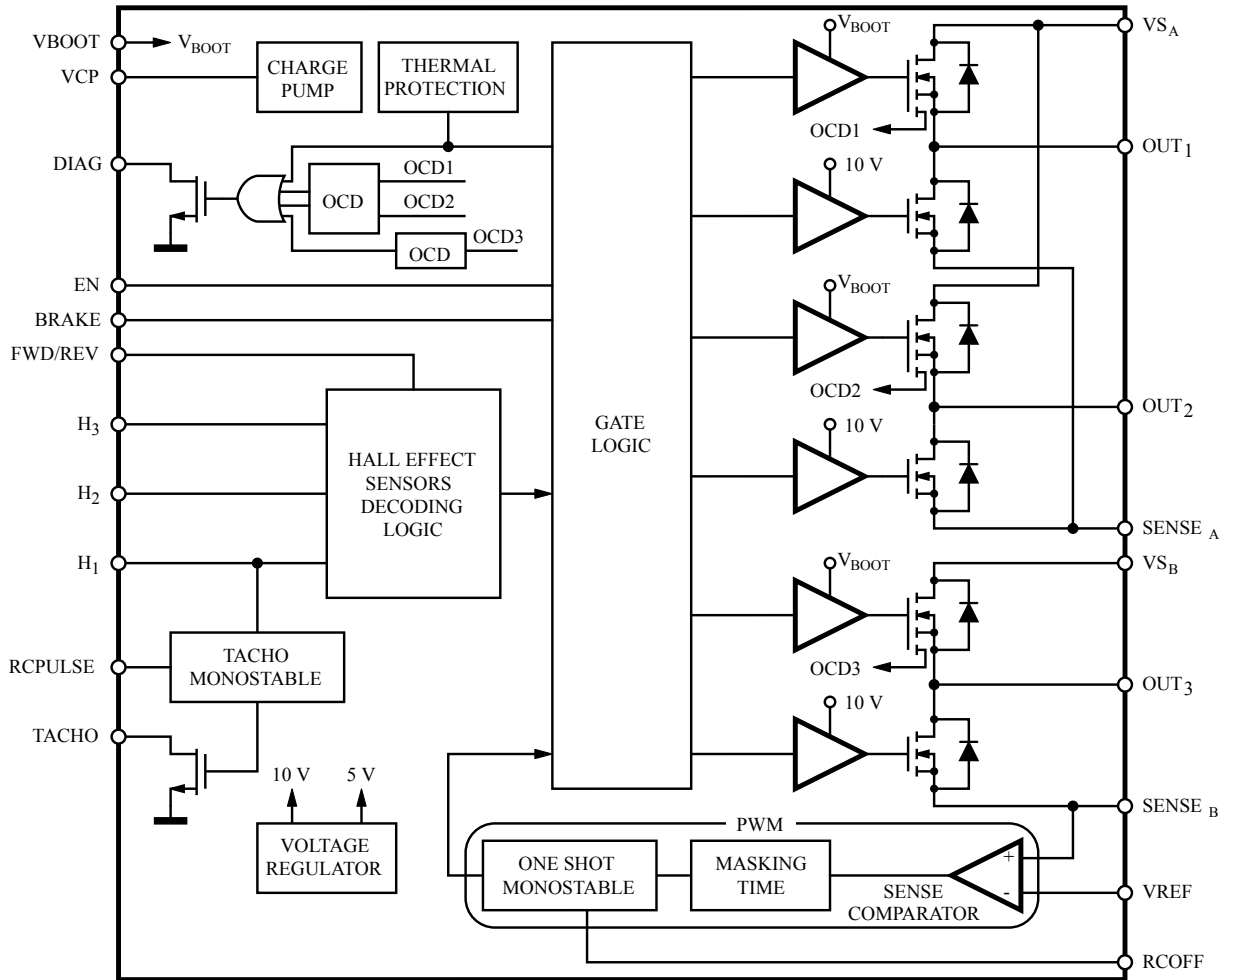 VBOOT
VBOOT
VCP
CHARGE
PUMP
THERMAL
PROTECTION
VBOOT
VSA
OCD1
DIAG
OCD
OCD1
OCD2
OCD
OCD3
10 V
OUT1
EN
BRAKE
FWD/REV
VBOOT
OCD2
H3
H2
H1
HALL EFFECT
SENSORS
DECODING
LOGIC
GATE
LOGIC
10 V
OUT2
SENSE A
VBOOT
VSB
OCD3
RCPULSE
TACHO
MONOSTABLE
OUT3
TACHO
10 V
10 V
5 V
VOLTAGE
REGULATOR
SENSE B
PWM
ONE SHOT
MONOSTABLE
MASKING
TIME
SENSE
COMPARATOR
+
-
VREF
RCOFF